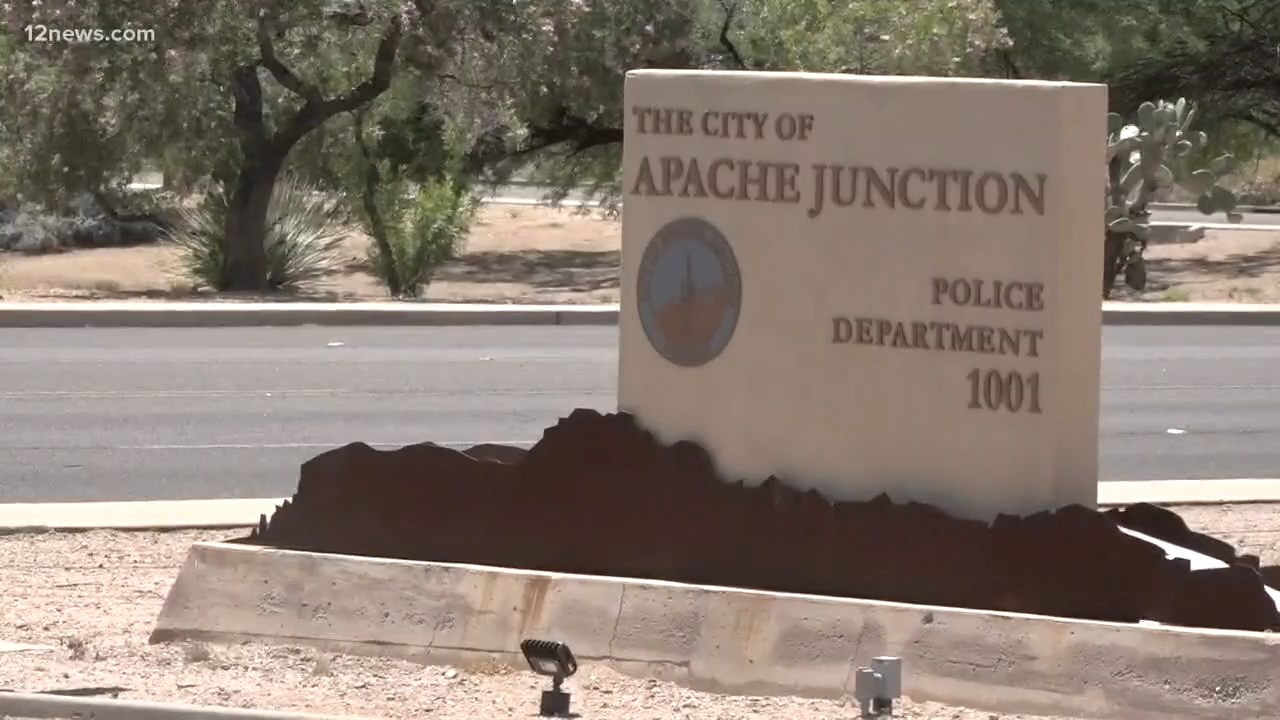 12news.com
THE CITY OF
APACHE JUNCTION
POLICE
DEPARTMENT
1001